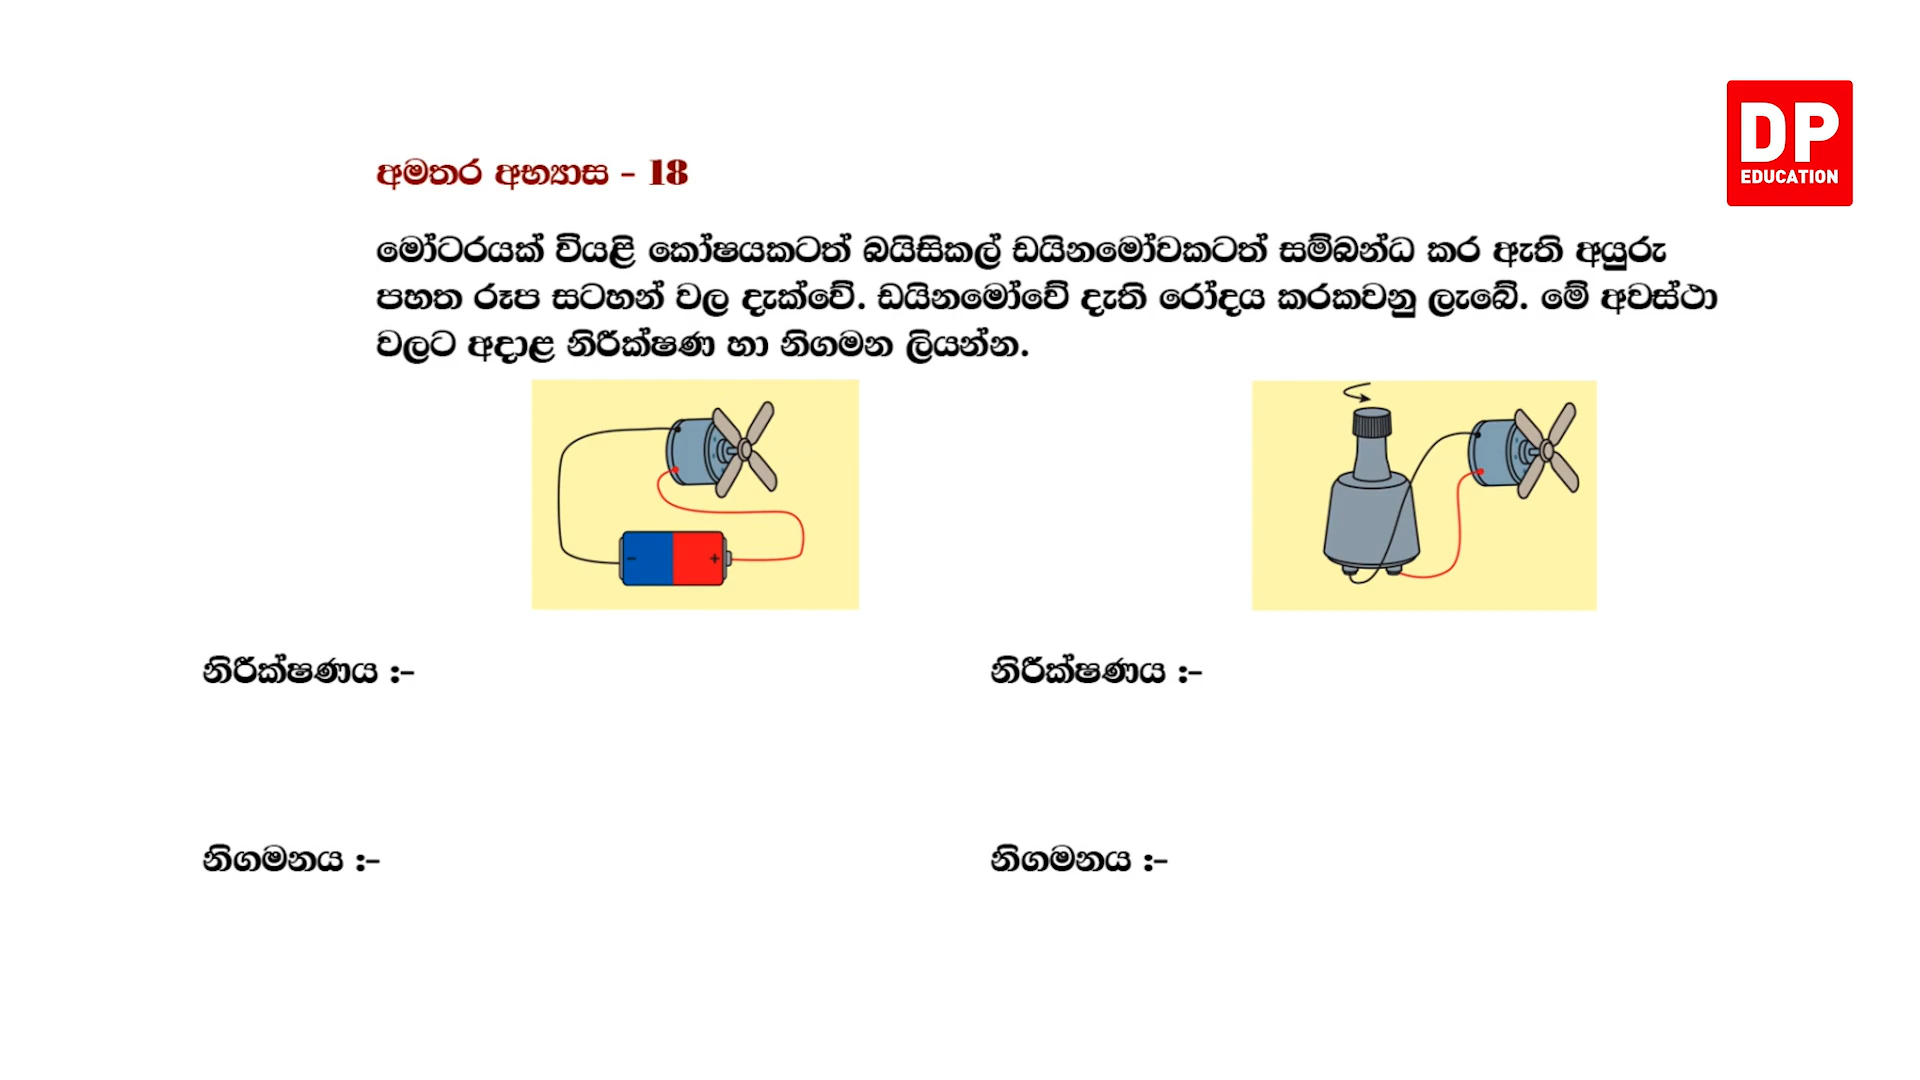 DP
EDUCATION
අමතර අභ්‍යාස - 18
මෝටරයක් වියළි කෝෂයකටත් බයිසිකල් ඩයිනමෝවකටත් සම්බන්ධ කර ඇති අයුරු
පහත රූප සටහන් වල දැක්වේ. ඩයිනමෝවේ දැති රෝදය කරකවනු ලැබේ. මේ අවස්ථා
වලට අදාළ නිරීක්ෂණ හා නිගමන ලියන්න.
- +
නිරීක්ෂණය :-
නිරීක්ෂණය :-
නිගමනය :-
නිගමනය :-